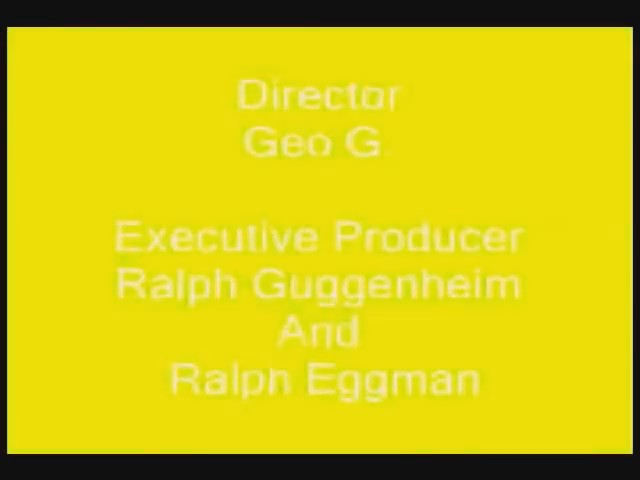 Director
Geo G
Executive Producer
Ralph Guggenheim
And
Ralph Eggman